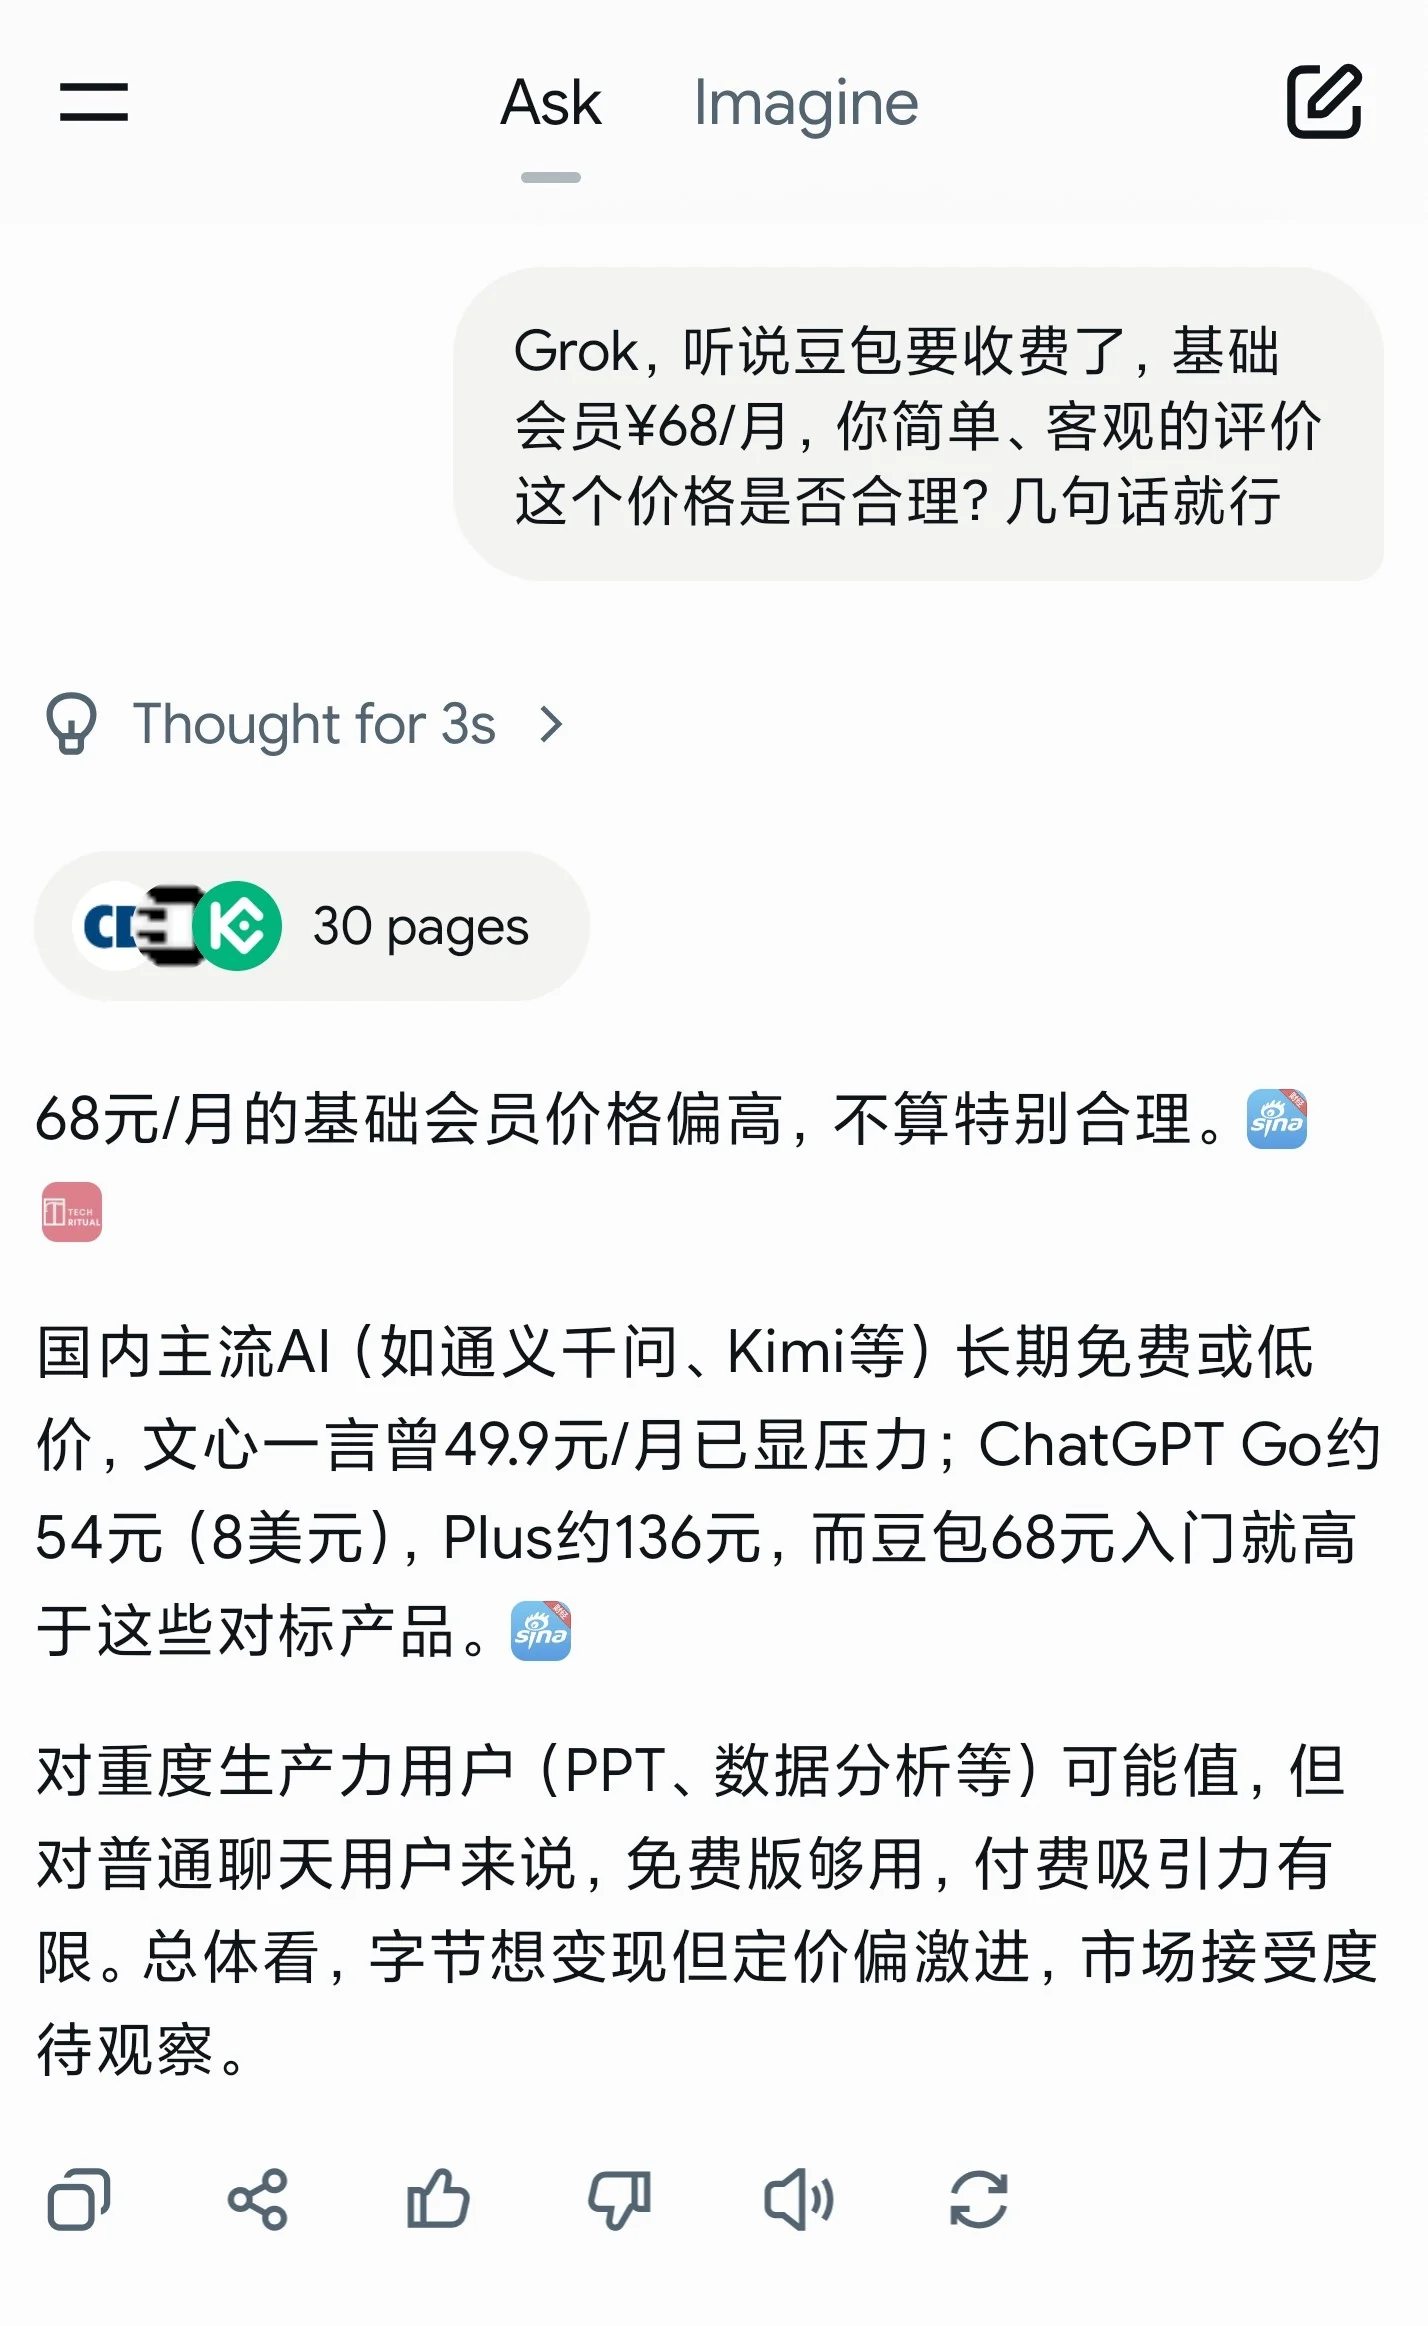 Ask Imagine
Grok, 听说豆包要收费了, 基础
会员¥68/月, 你简单、客观的评价
这个价格是否合理? 几句话就行
Thought for 3s
30 pages
68元/月的基础会员价格偏高, 不算特别合理。 sina 财经
TECH RITUAL
国内主流AI (如通义千问、Kimi等) 长期免费或低
价, 文心一言曾49.9元/月已显压力; ChatGPT Go约
54元 (8美元), Plus约136元, 而豆包68元入门就高
于这些对标产品。 sina 财经
对重度生产力用户 (PPT、数据分析等) 可能值, 但
对普通聊天用户来说, 免费版够用, 付费吸引力有
限。总体看, 字节想变现但定价偏激进, 市场接受度
待观察。